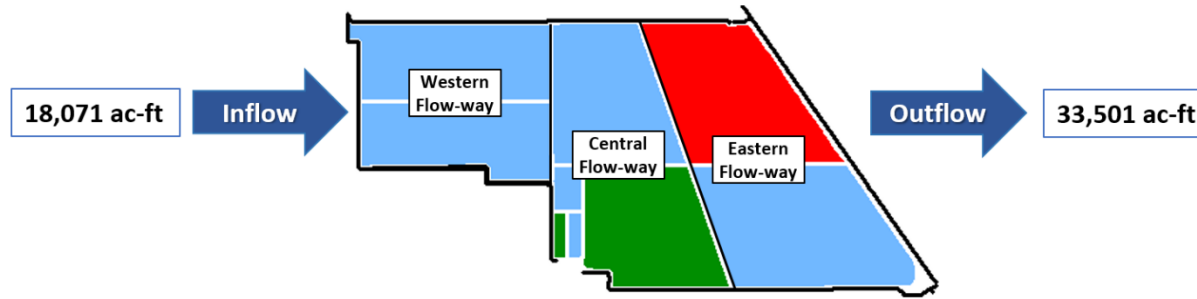 18,071 ac-ft
Inflow
Western
Flow-way
Central
Flow-way
Eastern
Flow-way
Outflow
33,501 ac-ft